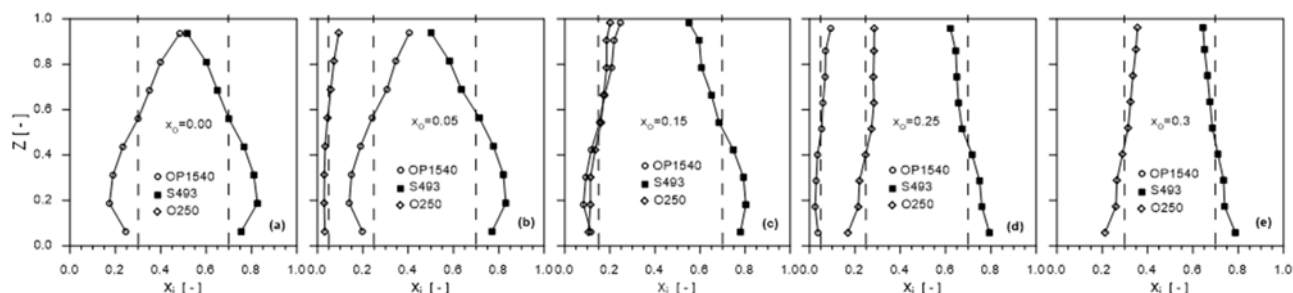 Z [ - ]
1.0
0.8
0.6
0.4
0.2
0.0
x_O=0.00
OP1540
S493
O250
(a)
0.0 0.2 0.4 0.6 0.8 1.0
x_i [ - ]
x_O=0.05
OP1540
S493
O250
(b)
0.0 0.2 0.4 0.6 0.8 1.0
x_i [ - ]
x_O=0.15
OP1540
S493
O250
(c)
0.0 0.2 0.4 0.6 0.8 1.0
x_i [ - ]
x_O=0.25
OP1540
S493
O250
(d)
0.0 0.2 0.4 0.6 0.8 1.0
x_i [ - ]
x_O=0.3
OP1540
S493
O250
(e)
0.0 0.2 0.4 0.6 0.8 1.0
x_i [ - ]